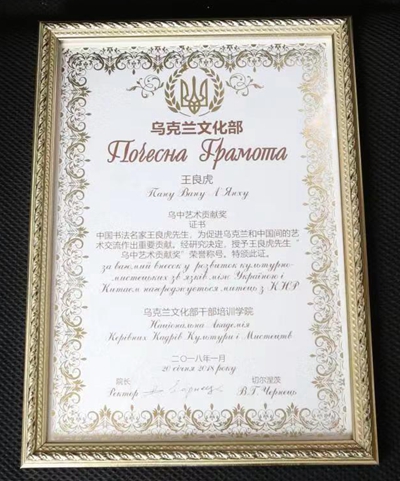 乌克兰文化部
Почесна Грамота
王良虎
Пану Вану Л'Янху
乌中艺术贡献奖
证书
中国书法名家王良虎先生，为促进乌克兰和中国间的艺
术交流作出重要贡献。经研究决定，授予王良虎先生“
乌中艺术贡献奖”荣誉称号。特颁此证。
за вагомий внесок у розвиток культурно-
мистецьких зв'язків між Україною і
Китаєм нагороджується митець з КНР
乌克兰文化部干部培训学院
Національна Академія
Керівних Кадрів Культури і Мистецтв
二〇一八年一月
20 січня 2018 року
院长 切尔涅茨
Ректор В.Г. Чернець